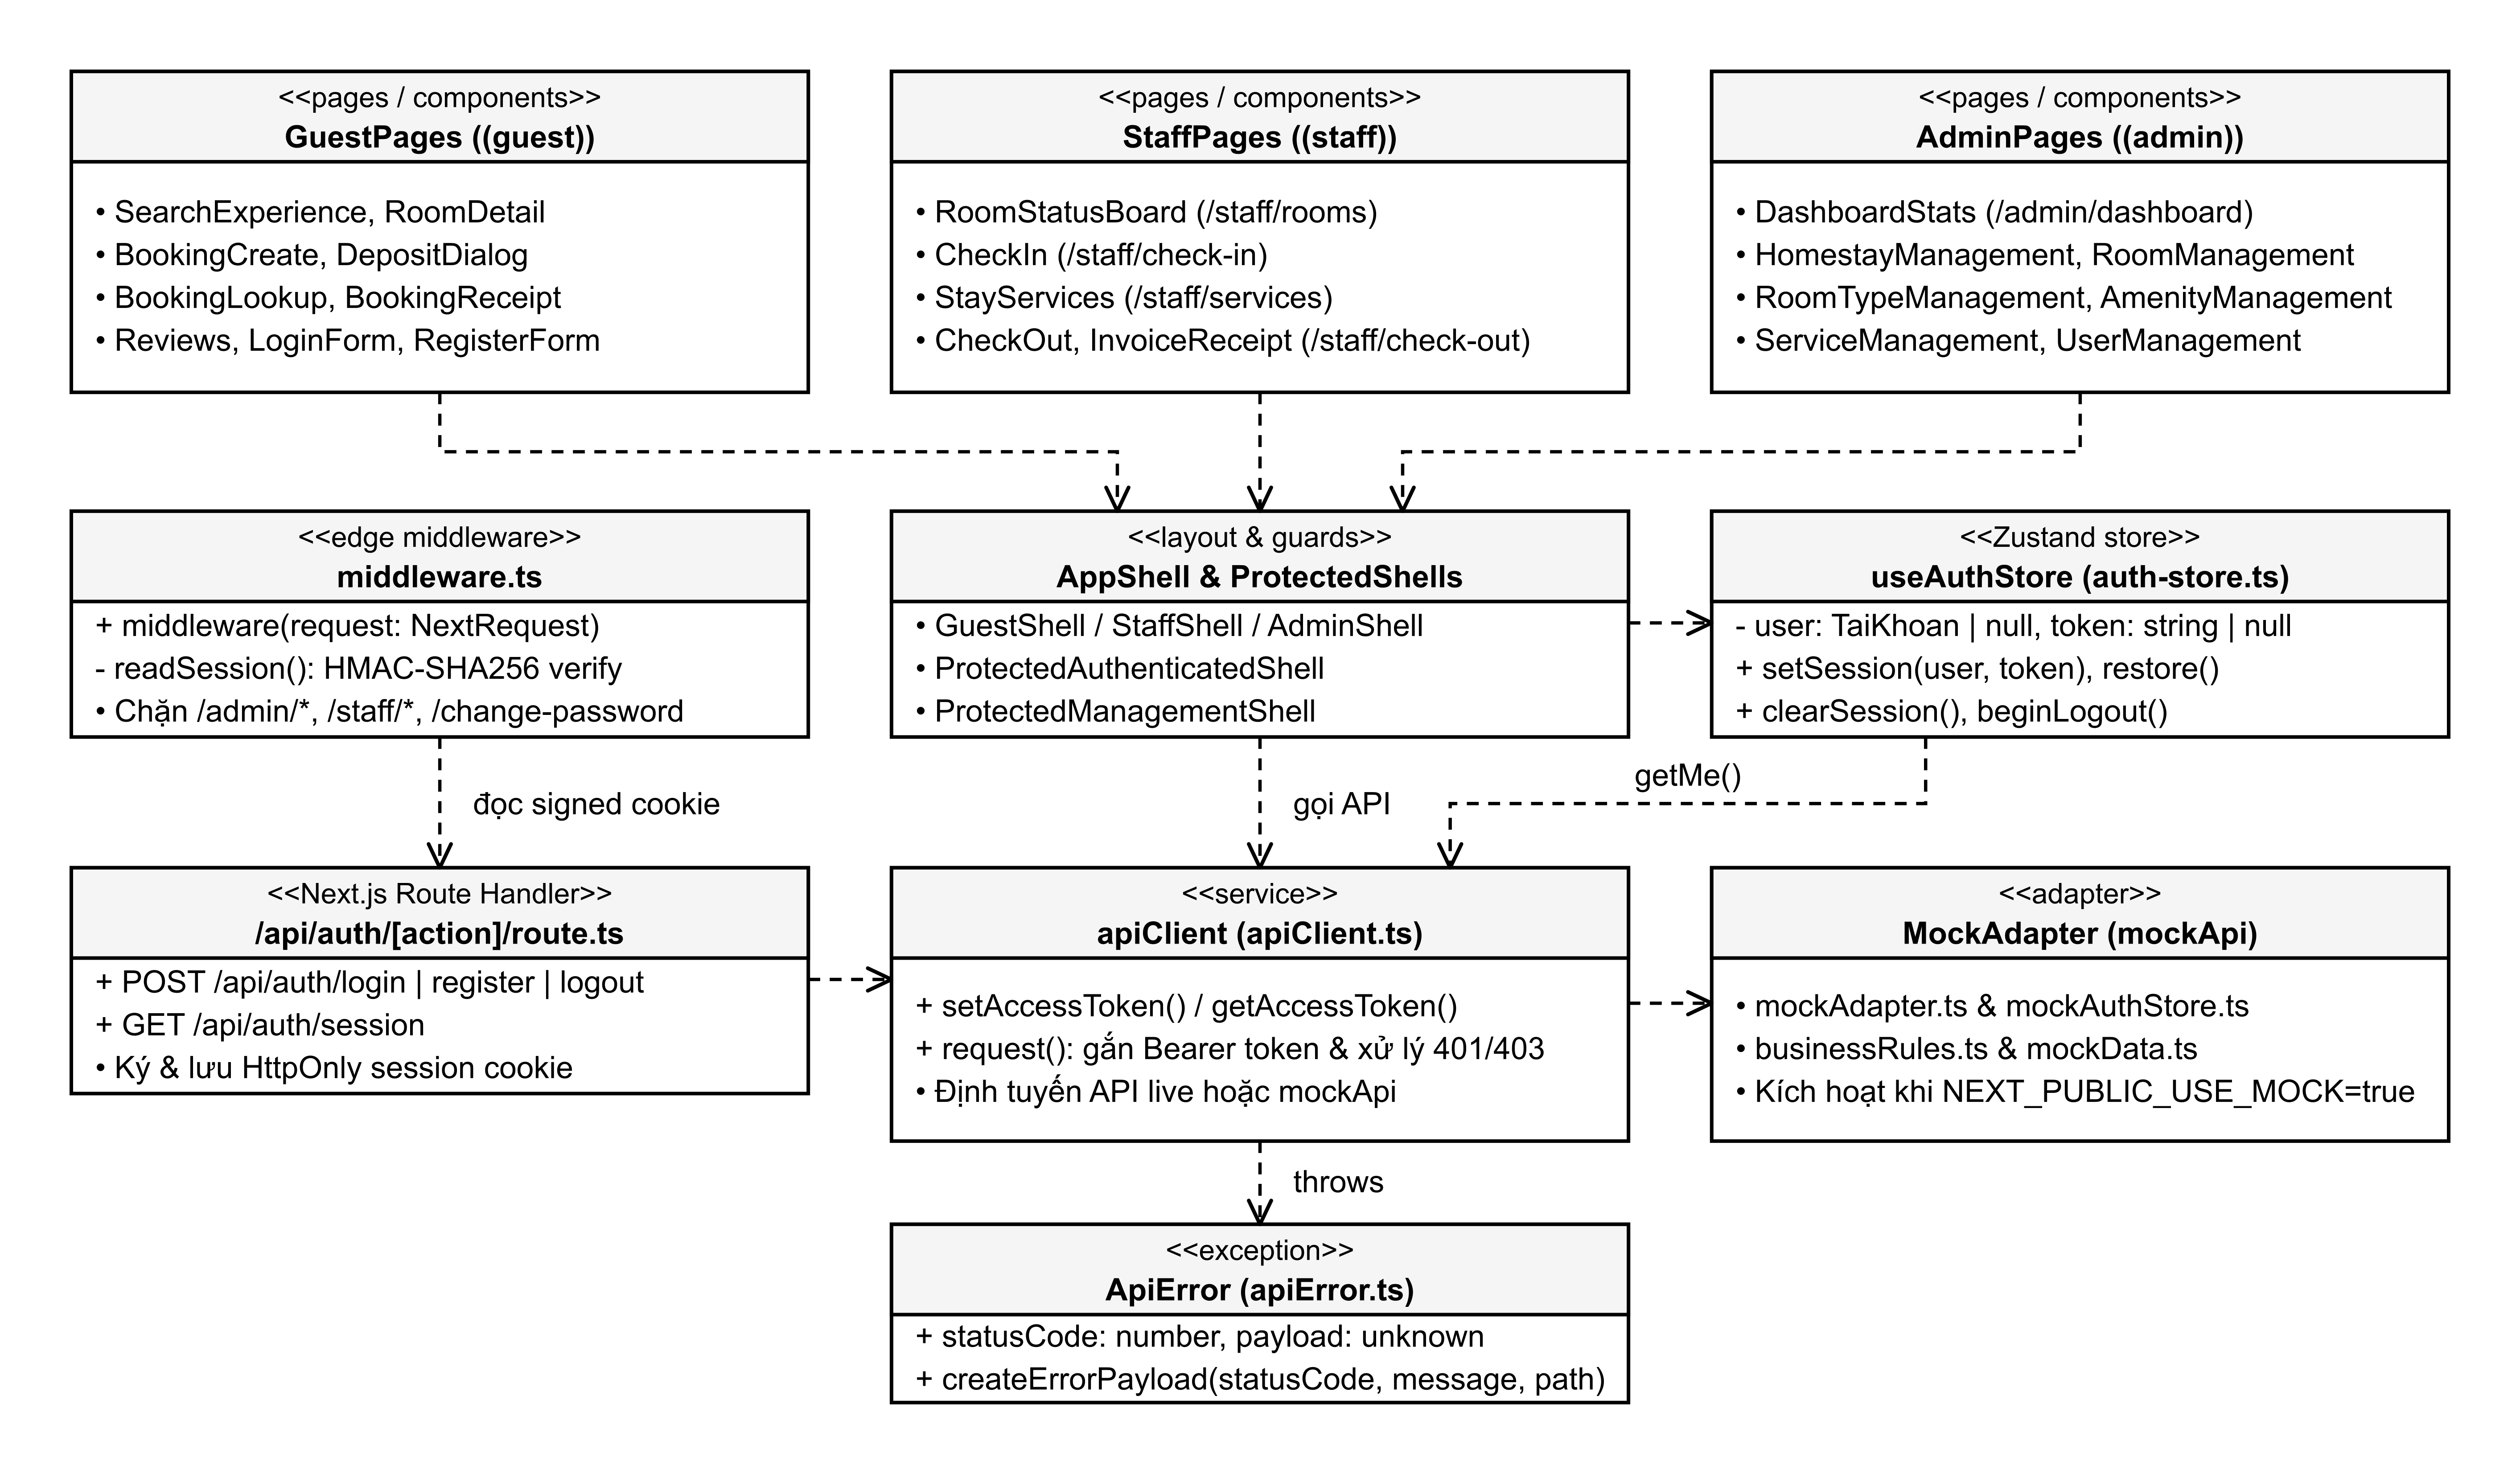 <<pages / components>>
GuestPages ((guest))
• SearchExperience, RoomDetail
• BookingCreate, DepositDialog
• BookingLookup, BookingReceipt
• Reviews, LoginForm, RegisterForm
<<pages / components>>
StaffPages ((staff))
• RoomStatusBoard (/staff/rooms)
• CheckIn (/staff/check-in)
• StayServices (/staff/services)
• CheckOut, InvoiceReceipt (/staff/check-out)
<<pages / components>>
AdminPages ((admin))
• DashboardStats (/admin/dashboard)
• HomestayManagement, RoomManagement
• RoomTypeManagement, AmenityManagement
• ServiceManagement, UserManagement
<<edge middleware>>
middleware.ts
+ middleware(request: NextRequest)
- readSession(): HMAC-SHA256 verify
• Chặn /admin/*, /staff/*, /change-password
<<layout & guards>>
AppShell & ProtectedShells
• GuestShell / StaffShell / AdminShell
• ProtectedAuthenticatedShell
• ProtectedManagementShell
<<Zustand store>>
useAuthStore (auth-store.ts)
- user: TaiKhoan | null, token: string | null
+ setSession(user, token), restore()
+ clearSession(), beginLogout()
đọc signed cookie
gọi API
getMe()
<<Next.js Route Handler>>
/api/auth/[action]/route.ts
+ POST /api/auth/login | register | logout
+ GET /api/auth/session
• Ký & lưu HttpOnly session cookie
<<service>>
apiClient (apiClient.ts)
+ setAccessToken() / getAccessToken()
+ request(): gắn Bearer token & xử lý 401/403
• Định tuyến API live hoặc mockApi
<<adapter>>
MockAdapter (mockApi)
• mockAdapter.ts & mockAuthStore.ts
• businessRules.ts & mockData.ts
• Kích hoạt khi NEXT_PUBLIC_USE_MOCK=true
throws
<<exception>>
ApiError (apiError.ts)
+ statusCode: number, payload: unknown
+ createErrorPayload(statusCode, message, path)